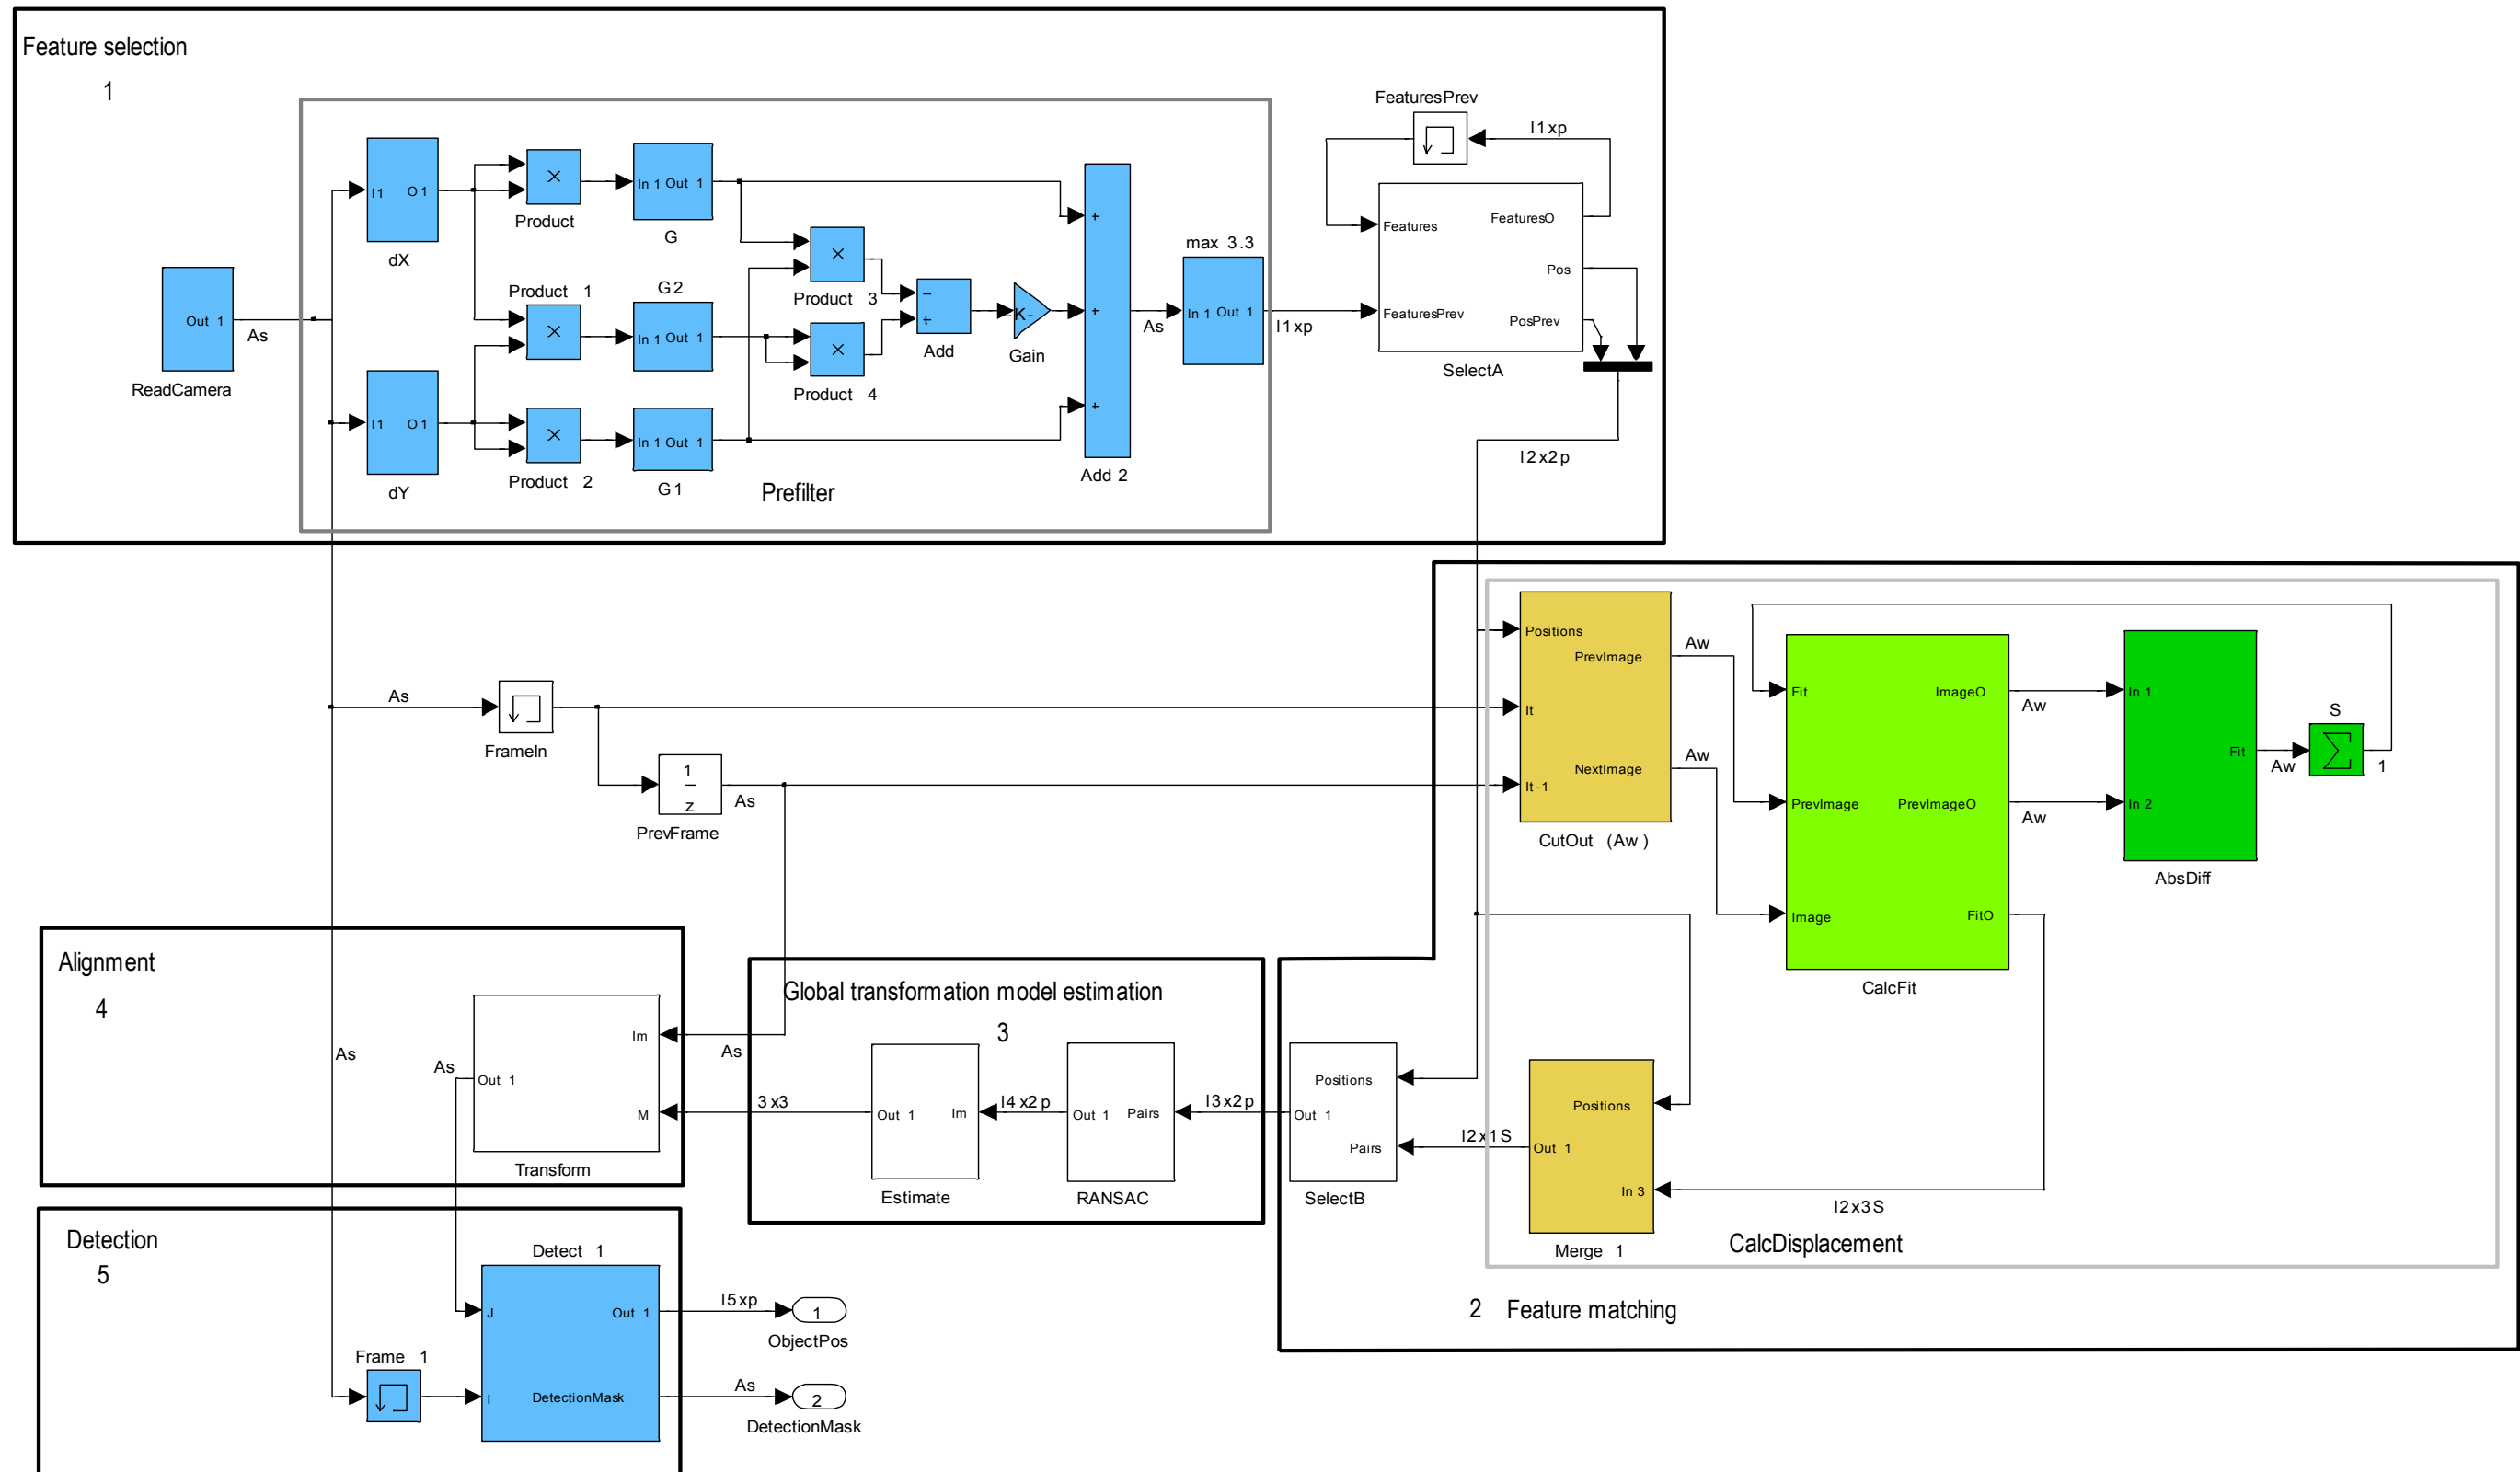 Feature selection
1
FeaturesPrev
I1xp
I1 O1
dX
×
Product
In 1 Out 1
G
Features
FeaturesO
Pos
FeaturesPrev
PosPrev
SelectA
Out 1
As
ReadCamera
Product 1
×
G2
In 1 Out 1
×
Product 3
×
Product 4
−
+
Add
-K-
Gain
+
+
+
Add 2
As
max 3.3
In 1 Out 1
I1xp
I1 O1
dY
×
Product 2
In 1 Out 1
G1
Prefilter
I2x2p
Positions
PrevImage
It
NextImage
It-1
CutOut (Aw)
Aw
Aw
Fit
ImageO
PrevImage
PrevImageO
Image
FitO
CalcFit
Aw
Aw
In 1
Fit
In 2
AbsDiff
Aw
S
∑
1
As
FrameIn
1
z
PrevFrame
As
Alignment
4
Im
Out 1
M
Transform
As
As
As
Global transformation model estimation
3
3x3
Out 1 Im
Estimate
I4x2p
Out 1 Pairs
RANSAC
I3x2p
Positions
Out 1
Pairs
SelectB
I2x1S
Positions
Out 1
In 3
Merge 1
I2x3S
CalcDisplacement
2 Feature matching
Detection
5
Detect 1
J
Out 1
I
DetectionMask
Frame 1
I5xp
1
ObjectPos
As
2
DetectionMask